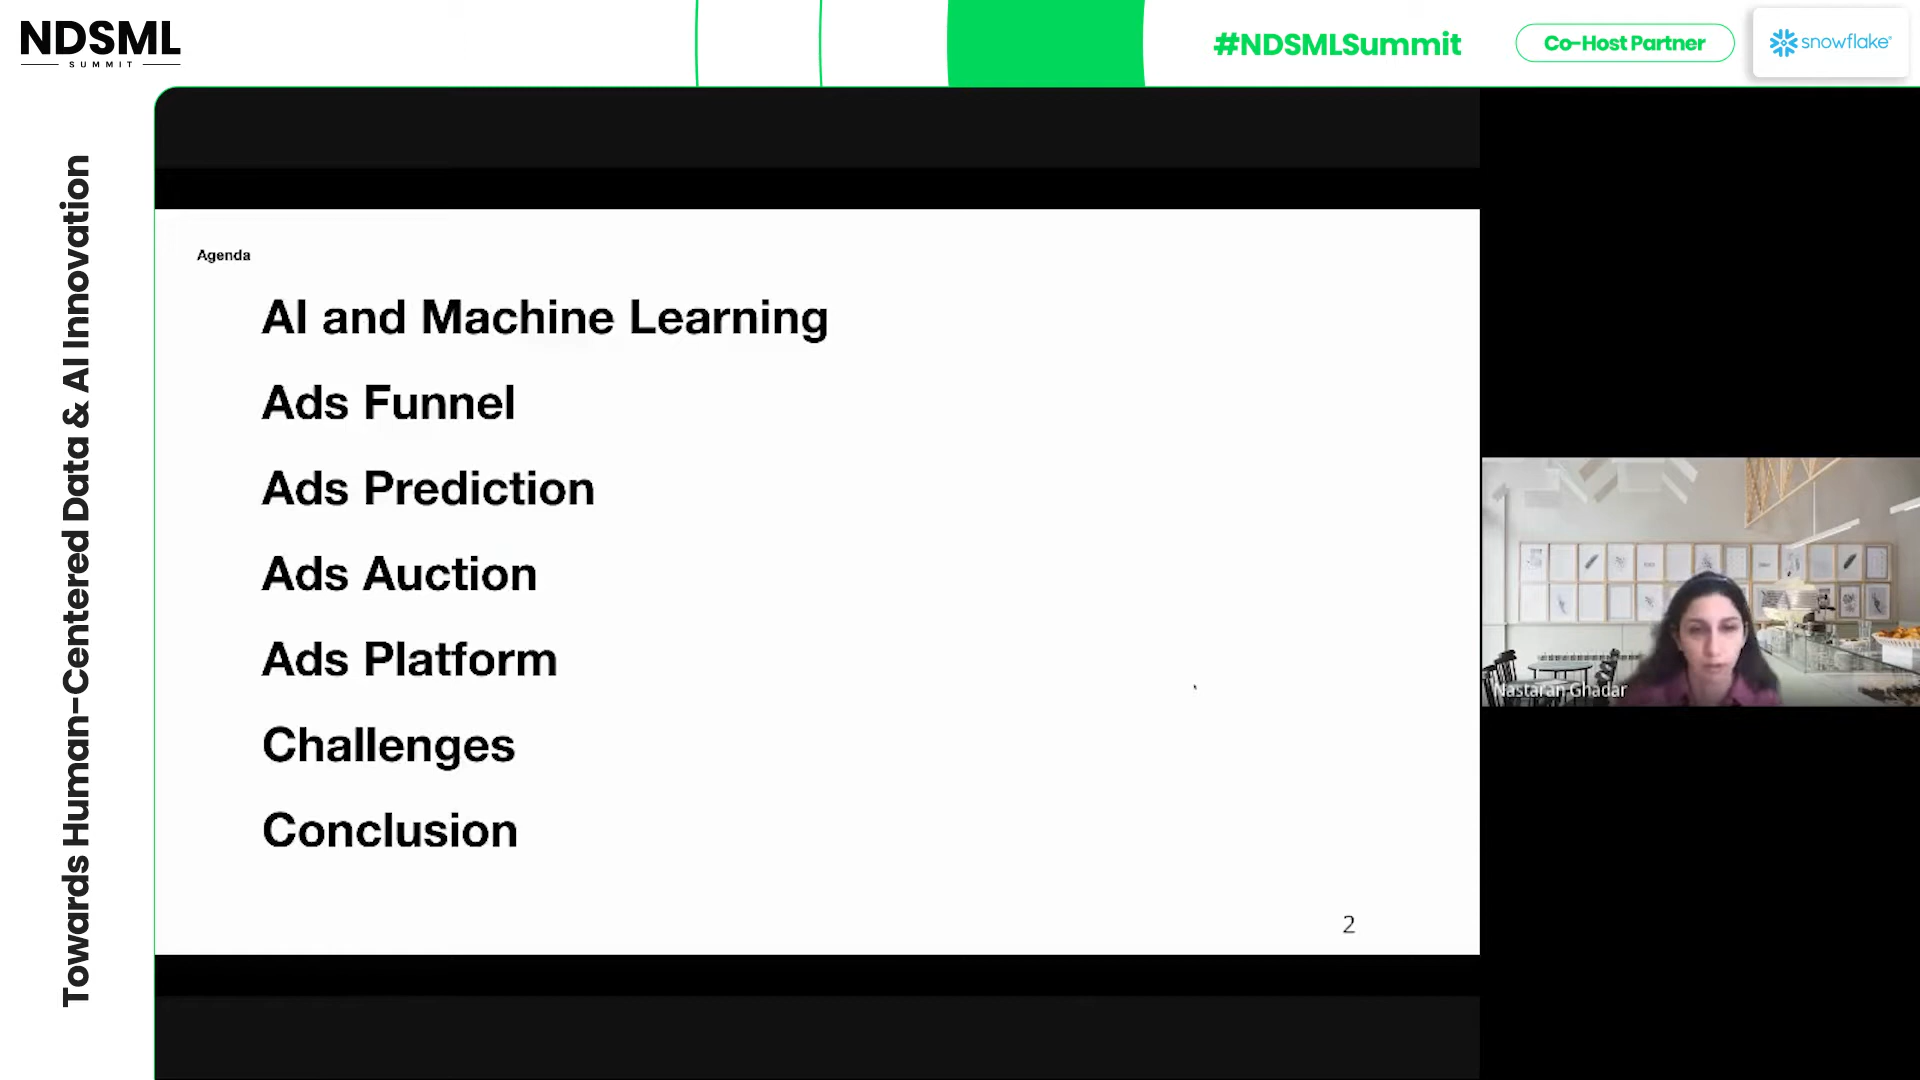 NDSML
SUMMIT
#NDSMLSummit
Co-Host Partner
snowflake®
Towards Human-Centered Data & AI Innovation
Agenda
AI and Machine Learning
Ads Funnel
Ads Prediction
Ads Auction
Ads Platform
Challenges
Conclusion
2
Nastaran Ghadar